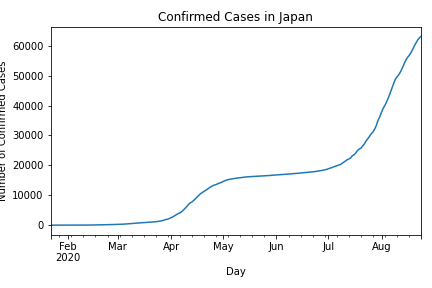 Confirmed Cases in Japan
Number of Confirmed Cases
60000
50000
40000
30000
20000
10000
0
Feb Mar Apr May Jun Jul Aug
2020
Day